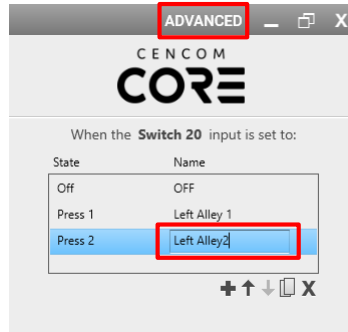 ADVANCED
CENCOM
CORE
When the Switch 20 input is set to:
State Name
Off OFF
Press 1 Left Alley 1
Press 2 Left Alley2